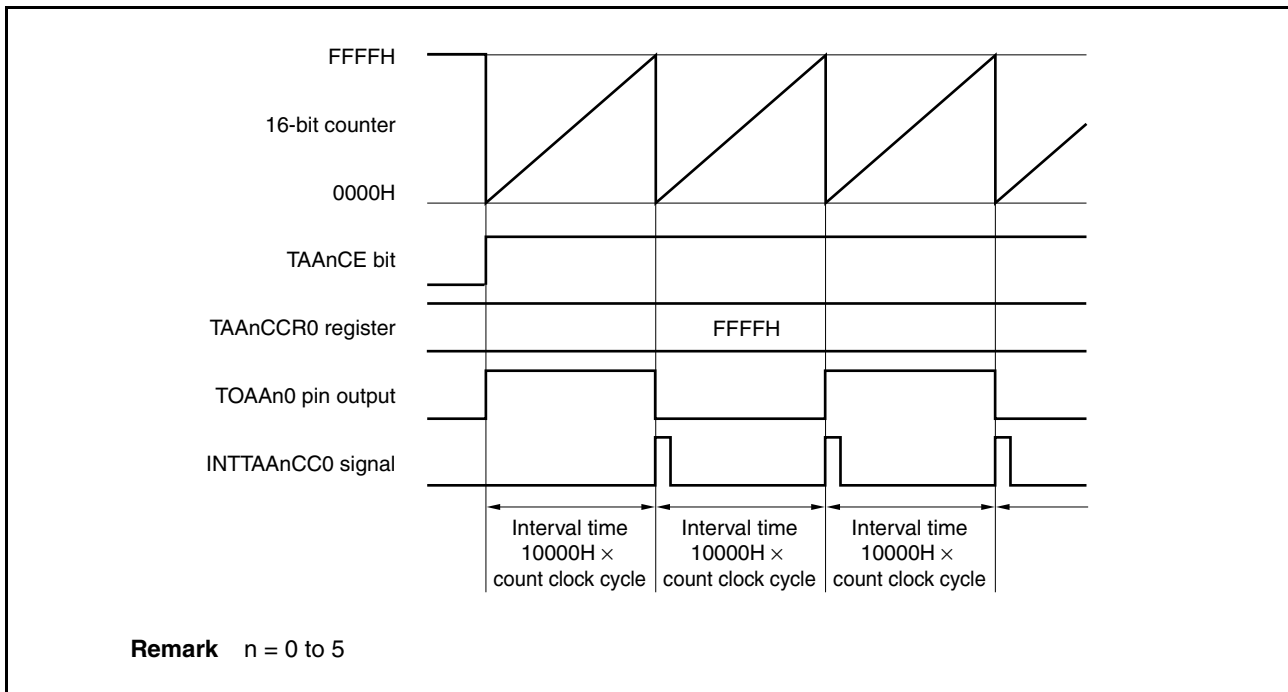 FFFFH
16-bit counter
0000H
TAAnCE bit
TAAnCCR0 register
FFFFH
TOAAn0 pin output
INTTAAnCC0 signal
Interval time
10000H ×
count clock cycle
Interval time
10000H ×
count clock cycle
Interval time
10000H ×
count clock cycle
Remark n = 0 to 5